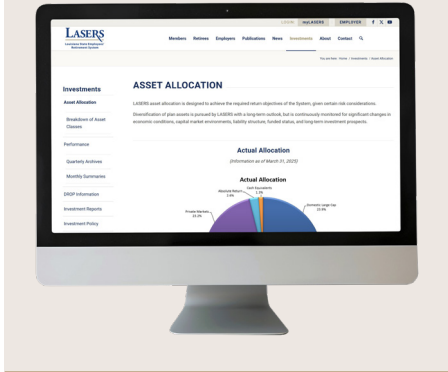 LOGIN myLASERS EMPLOYER
LASERS
Louisiana State Employees'
Retirement System
Members Retirees Employers Publications News Investments About Contact
You are here: Home / Investments / Asset Allocation
Investments
Asset Allocation
Breakdown of Asset
Classes
Performance
Quarterly Archives
Monthly Summaries
DROP Information
Investment Reports
Investment Policy
ASSET ALLOCATION
LASERS asset allocation is designed to achieve the required return objectives of the System, given certain risk considerations.
Diversification of plan assets is pursued by LASERS with a long-term outlook, but is continuously monitored for significant changes in
economic conditions, capital market environments, liability structure, funded status, and long-term investment prospects.
Actual Allocation
(Information as of March 31, 2025)
Actual Allocation
Cash Equivalents
Absolute Return
Private Markets
Domestic Large Cap